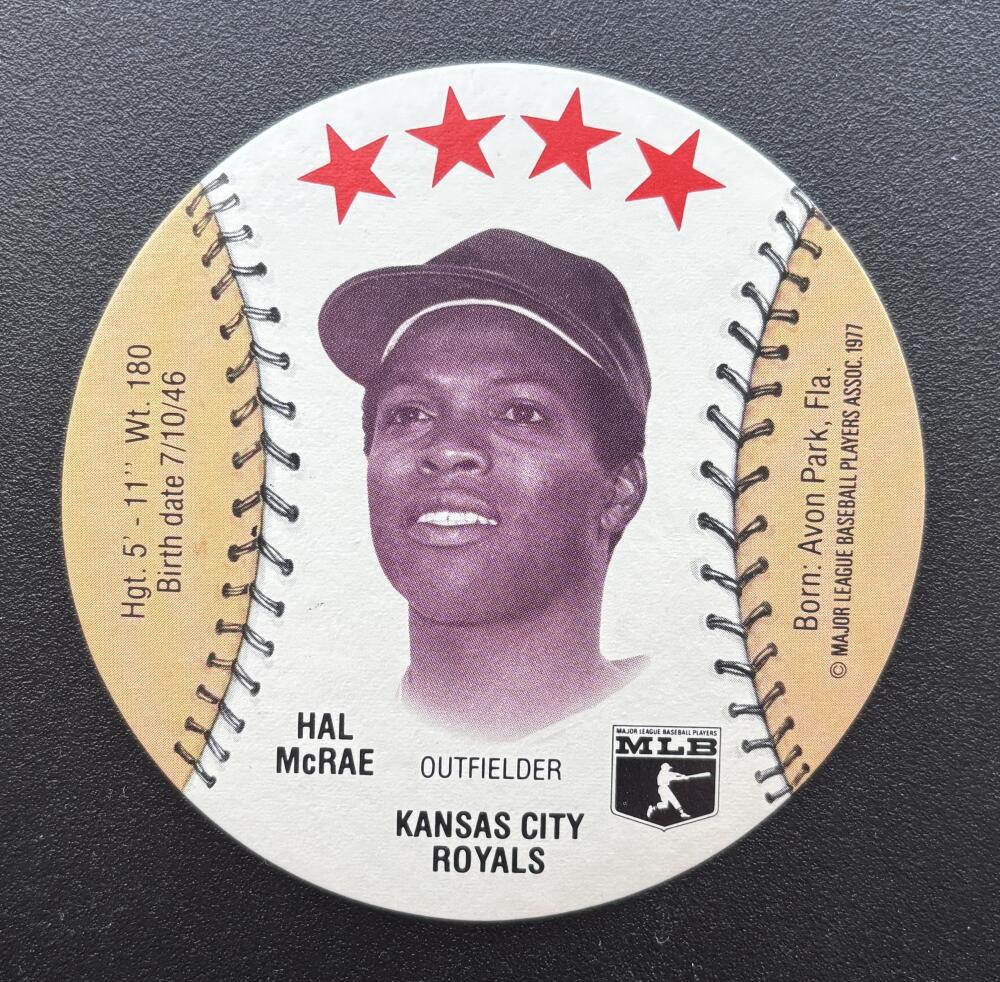 Hgt. 5' - 11" Wt. 180
Birth date 7/10/46
Born: Avon Park, Fla.
© MAJOR LEAGUE BASEBALL PLAYERS ASSOC. 1977
HAL
McRAE
OUTFIELDER
KANSAS CITY
ROYALS
MAJOR LEAGUE BASEBALL PLAYERS
MLB